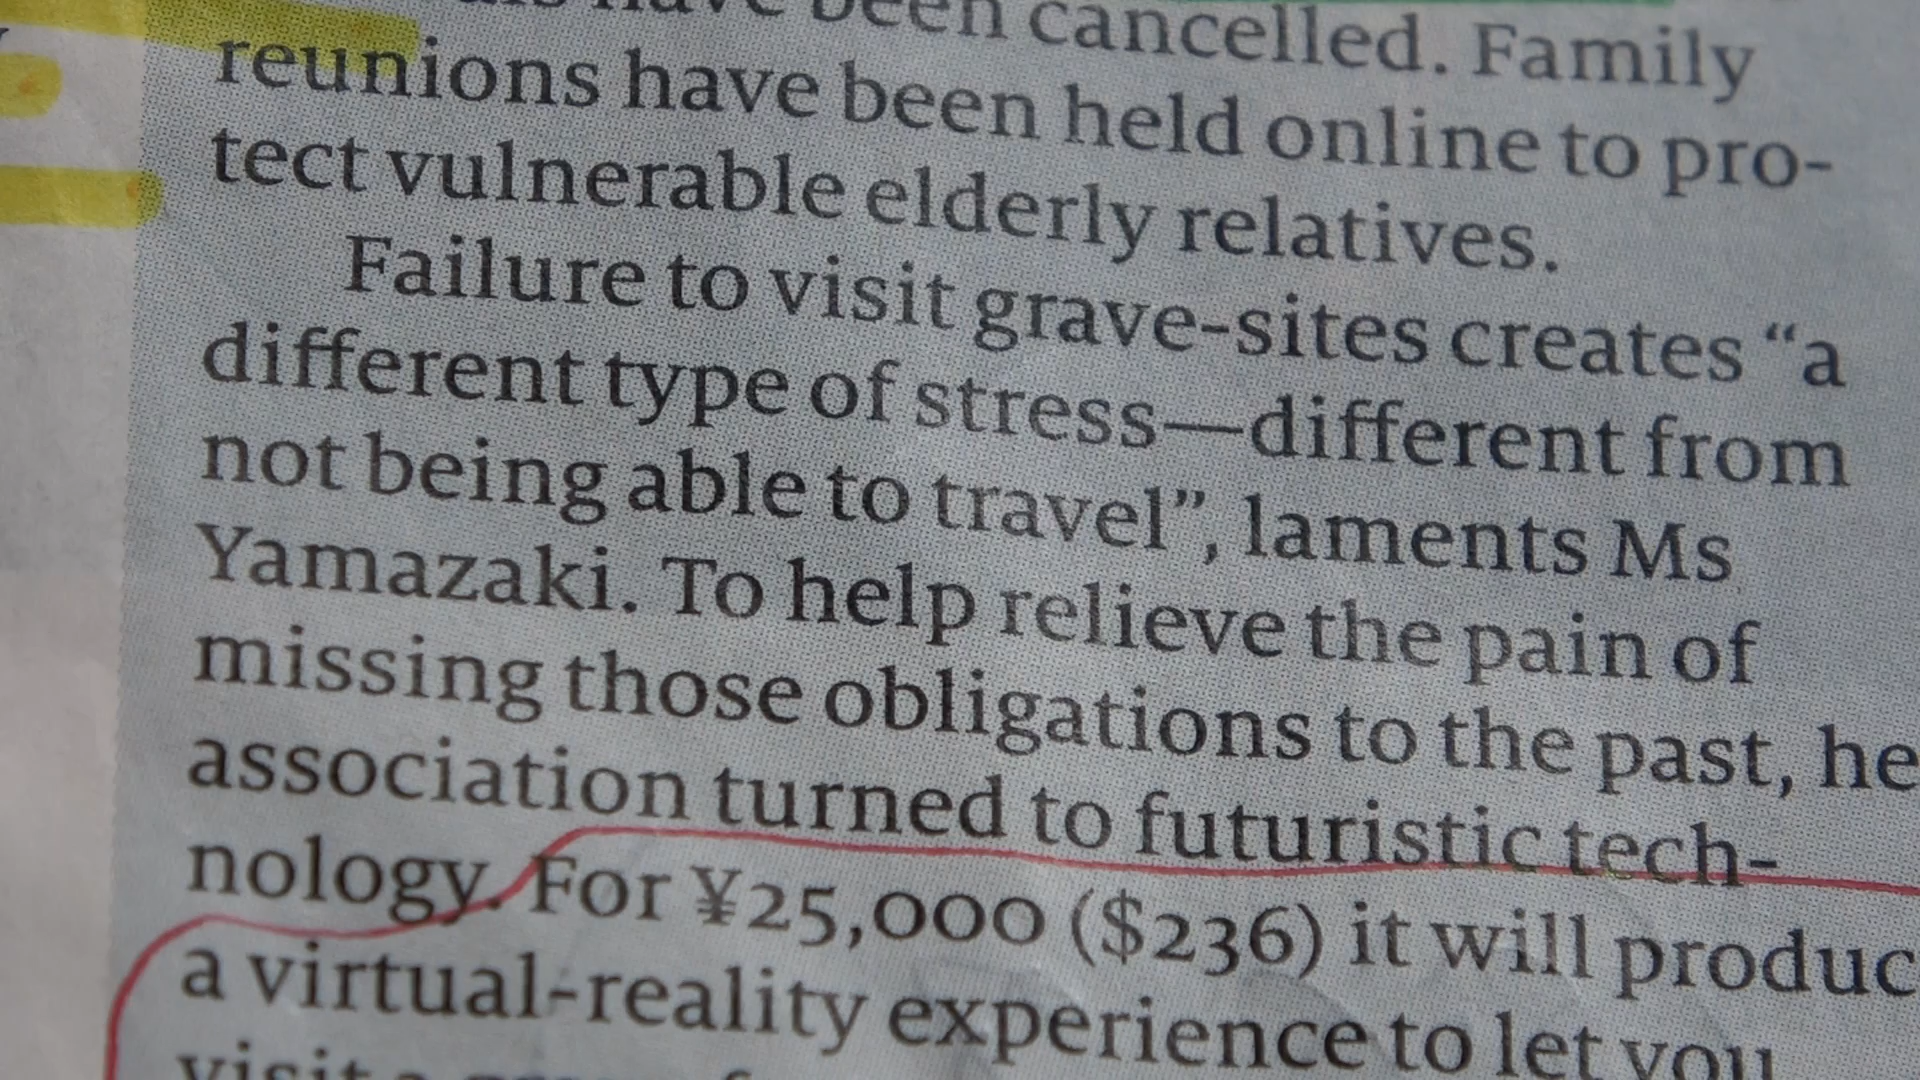 have been cancelled. Family
reunions have been held online to pro-
tect vulnerable elderly relatives.
Failure to visit grave-sites creates “a
different type of stress—different from
not being able to travel”, laments Ms
Yamazaki. To help relieve the pain of
missing those obligations to the past, he
association turned to futuristic tech-
nology. For ¥25,000 ($236) it will produc
a virtual-reality experience to let you
visit a